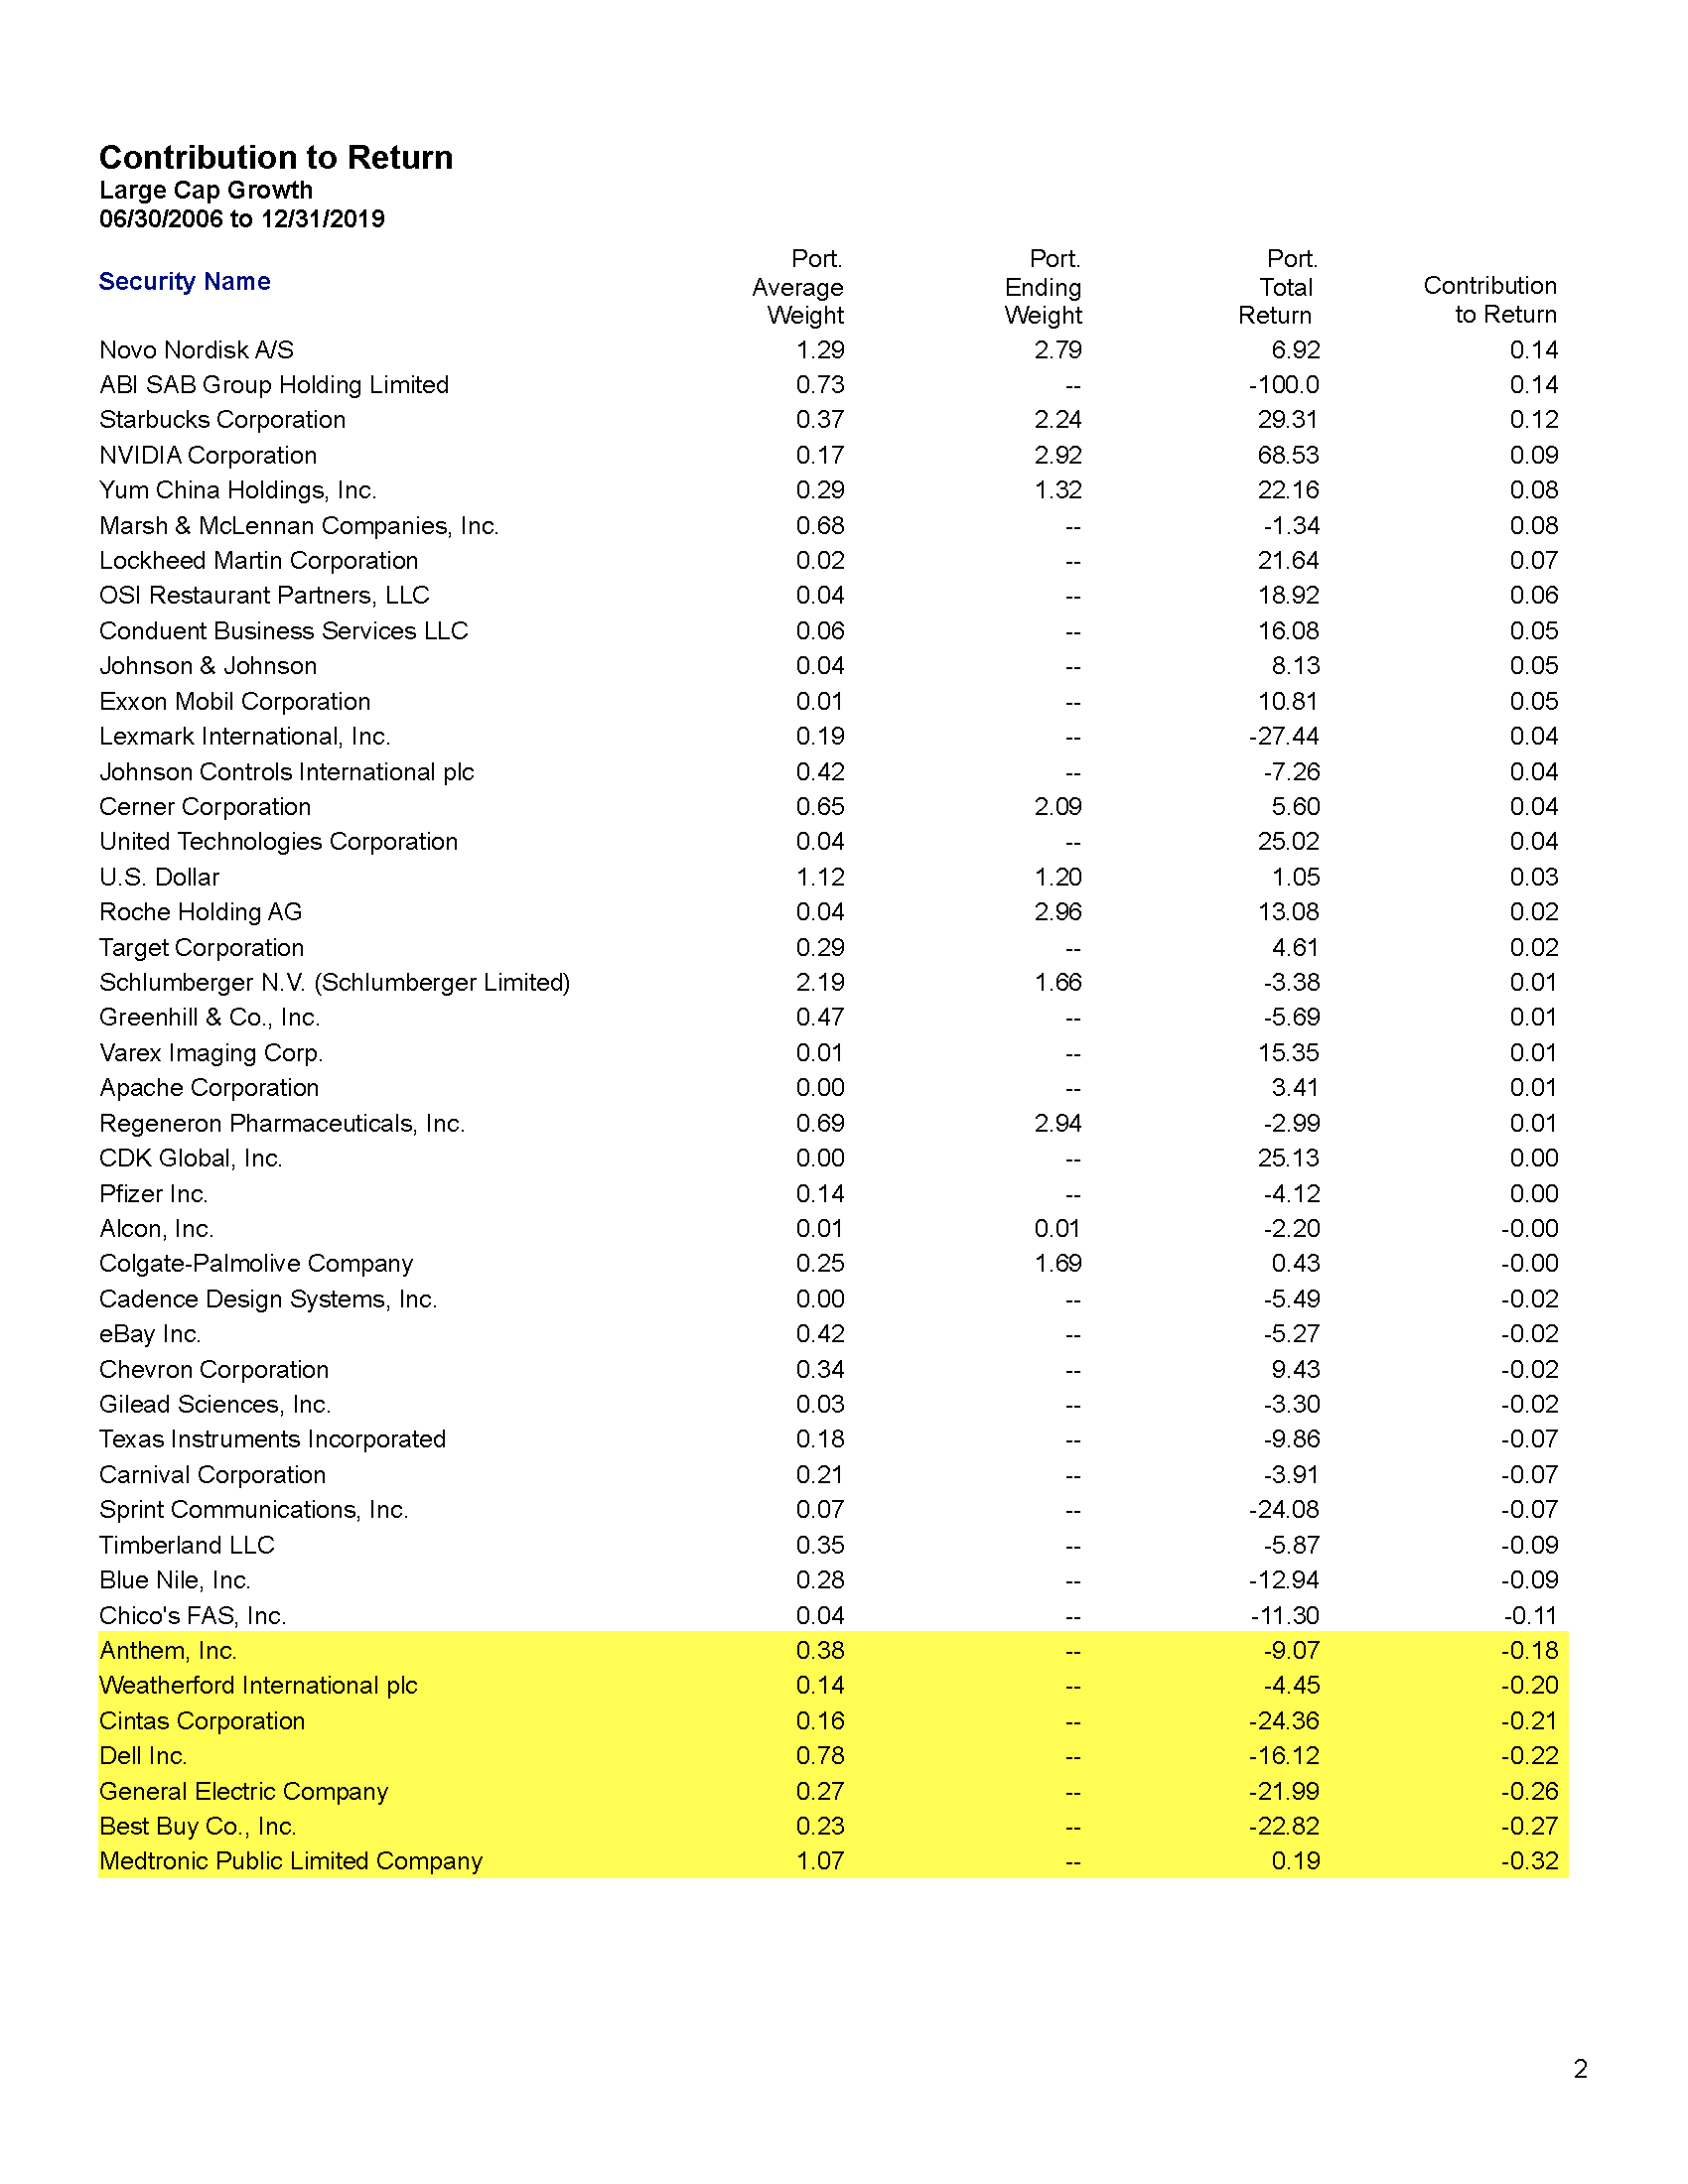 Contribution to Return
Large Cap Growth
06/30/2006 to 12/31/2019
Security Name Port. Average Weight Port. Ending Weight Port. Total Return Contribution to Return
Novo Nordisk A/S 1.29 2.79 6.92 0.14
ABI SAB Group Holding Limited 0.73 -- -100.0 0.14
Starbucks Corporation 0.37 2.24 29.31 0.12
NVIDIA Corporation 0.17 2.92 68.53 0.09
Yum China Holdings, Inc. 0.29 1.32 22.16 0.08
Marsh & McLennan Companies, Inc. 0.68 -- -1.34 0.08
Lockheed Martin Corporation 0.02 -- 21.64 0.07
OSI Restaurant Partners, LLC 0.04 -- 18.92 0.06
Conduent Business Services LLC 0.06 -- 16.08 0.05
Johnson & Johnson 0.04 -- 8.13 0.05
Exxon Mobil Corporation 0.01 -- 10.81 0.05
Lexmark International, Inc. 0.19 -- -27.44 0.04
Johnson Controls International plc 0.42 -- -7.26 0.04
Cerner Corporation 0.65 2.09 5.60 0.04
United Technologies Corporation 0.04 -- 25.02 0.04
U.S. Dollar 1.12 1.20 1.05 0.03
Roche Holding AG 0.04 2.96 13.08 0.02
Target Corporation 0.29 -- 4.61 0.02
Schlumberger N.V. (Schlumberger Limited) 2.19 1.66 -3.38 0.01
Greenhill & Co., Inc. 0.47 -- -5.69 0.01
Varex Imaging Corp. 0.01 -- 15.35 0.01
Apache Corporation 0.00 -- 3.41 0.01
Regeneron Pharmaceuticals, Inc. 0.69 2.94 -2.99 0.01
CDK Global, Inc. 0.00 -- 25.13 0.00
Pfizer Inc. 0.14 -- -4.12 0.00
Alcon, Inc. 0.01 0.01 -2.20 -0.00
Colgate-Palmolive Company 0.25 1.69 0.43 -0.00
Cadence Design Systems, Inc. 0.00 -- -5.49 -0.02
eBay Inc. 0.42 -- -5.27 -0.02
Chevron Corporation 0.34 -- 9.43 -0.02
Gilead Sciences, Inc. 0.03 -- -3.30 -0.02
Texas Instruments Incorporated 0.18 -- -9.86 -0.07
Carnival Corporation 0.21 -- -3.91 -0.07
Sprint Communications, Inc. 0.07 -- -24.08 -0.07
Timberland LLC 0.35 -- -5.87 -0.09
Blue Nile, Inc. 0.28 -- -12.94 -0.09
Chico's FAS, Inc. 0.04 -- -11.30 -0.11
Anthem, Inc. 0.38 -- -9.07 -0.18
Weatherford International plc 0.14 -- -4.45 -0.20
Cintas Corporation 0.16 -- -24.36 -0.21
Dell Inc. 0.78 -- -16.12 -0.22
General Electric Company 0.27 -- -21.99 -0.26
Best Buy Co., Inc. 0.23 -- -22.82 -0.27
Medtronic Public Limited Company 1.07 -- 0.19 -0.32
2